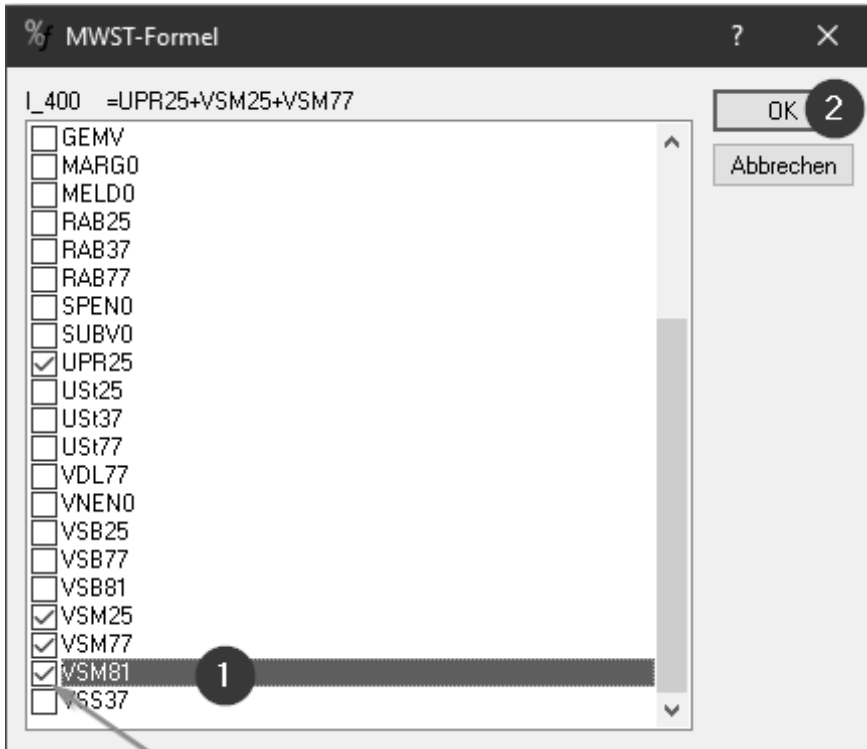 %f MWST-Formel ? ×
I_400 =UPR25+VSM25+VSM77
OK 2
GEMV
Abbrechen
MARG0
MELD0
RAB25
RAB37
RAB77
SPEN0
SUBV0
UPR25
USt25
USt37
USt77
VDL77
VNEN0
VSB25
VSB77
VSB81
VSM25
VSM77
VSM81 1
VSS37